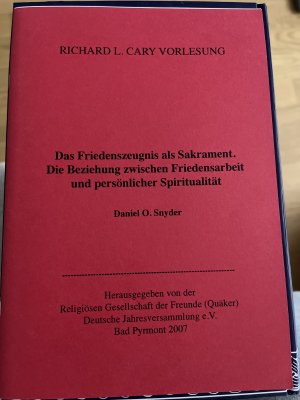 RICHARD L. CARY VORLESUNG
Das Friedenszeugnis als Sakrament.
Die Beziehung zwischen Friedensarbeit
und persönlicher Spiritualität
Daniel O. Snyder
Herausgegeben von der
Religiösen Gesellschaft der Freunde (Quäker)
Deutsche Jahresversammlung e.V.
Bad Pyrmont 2007